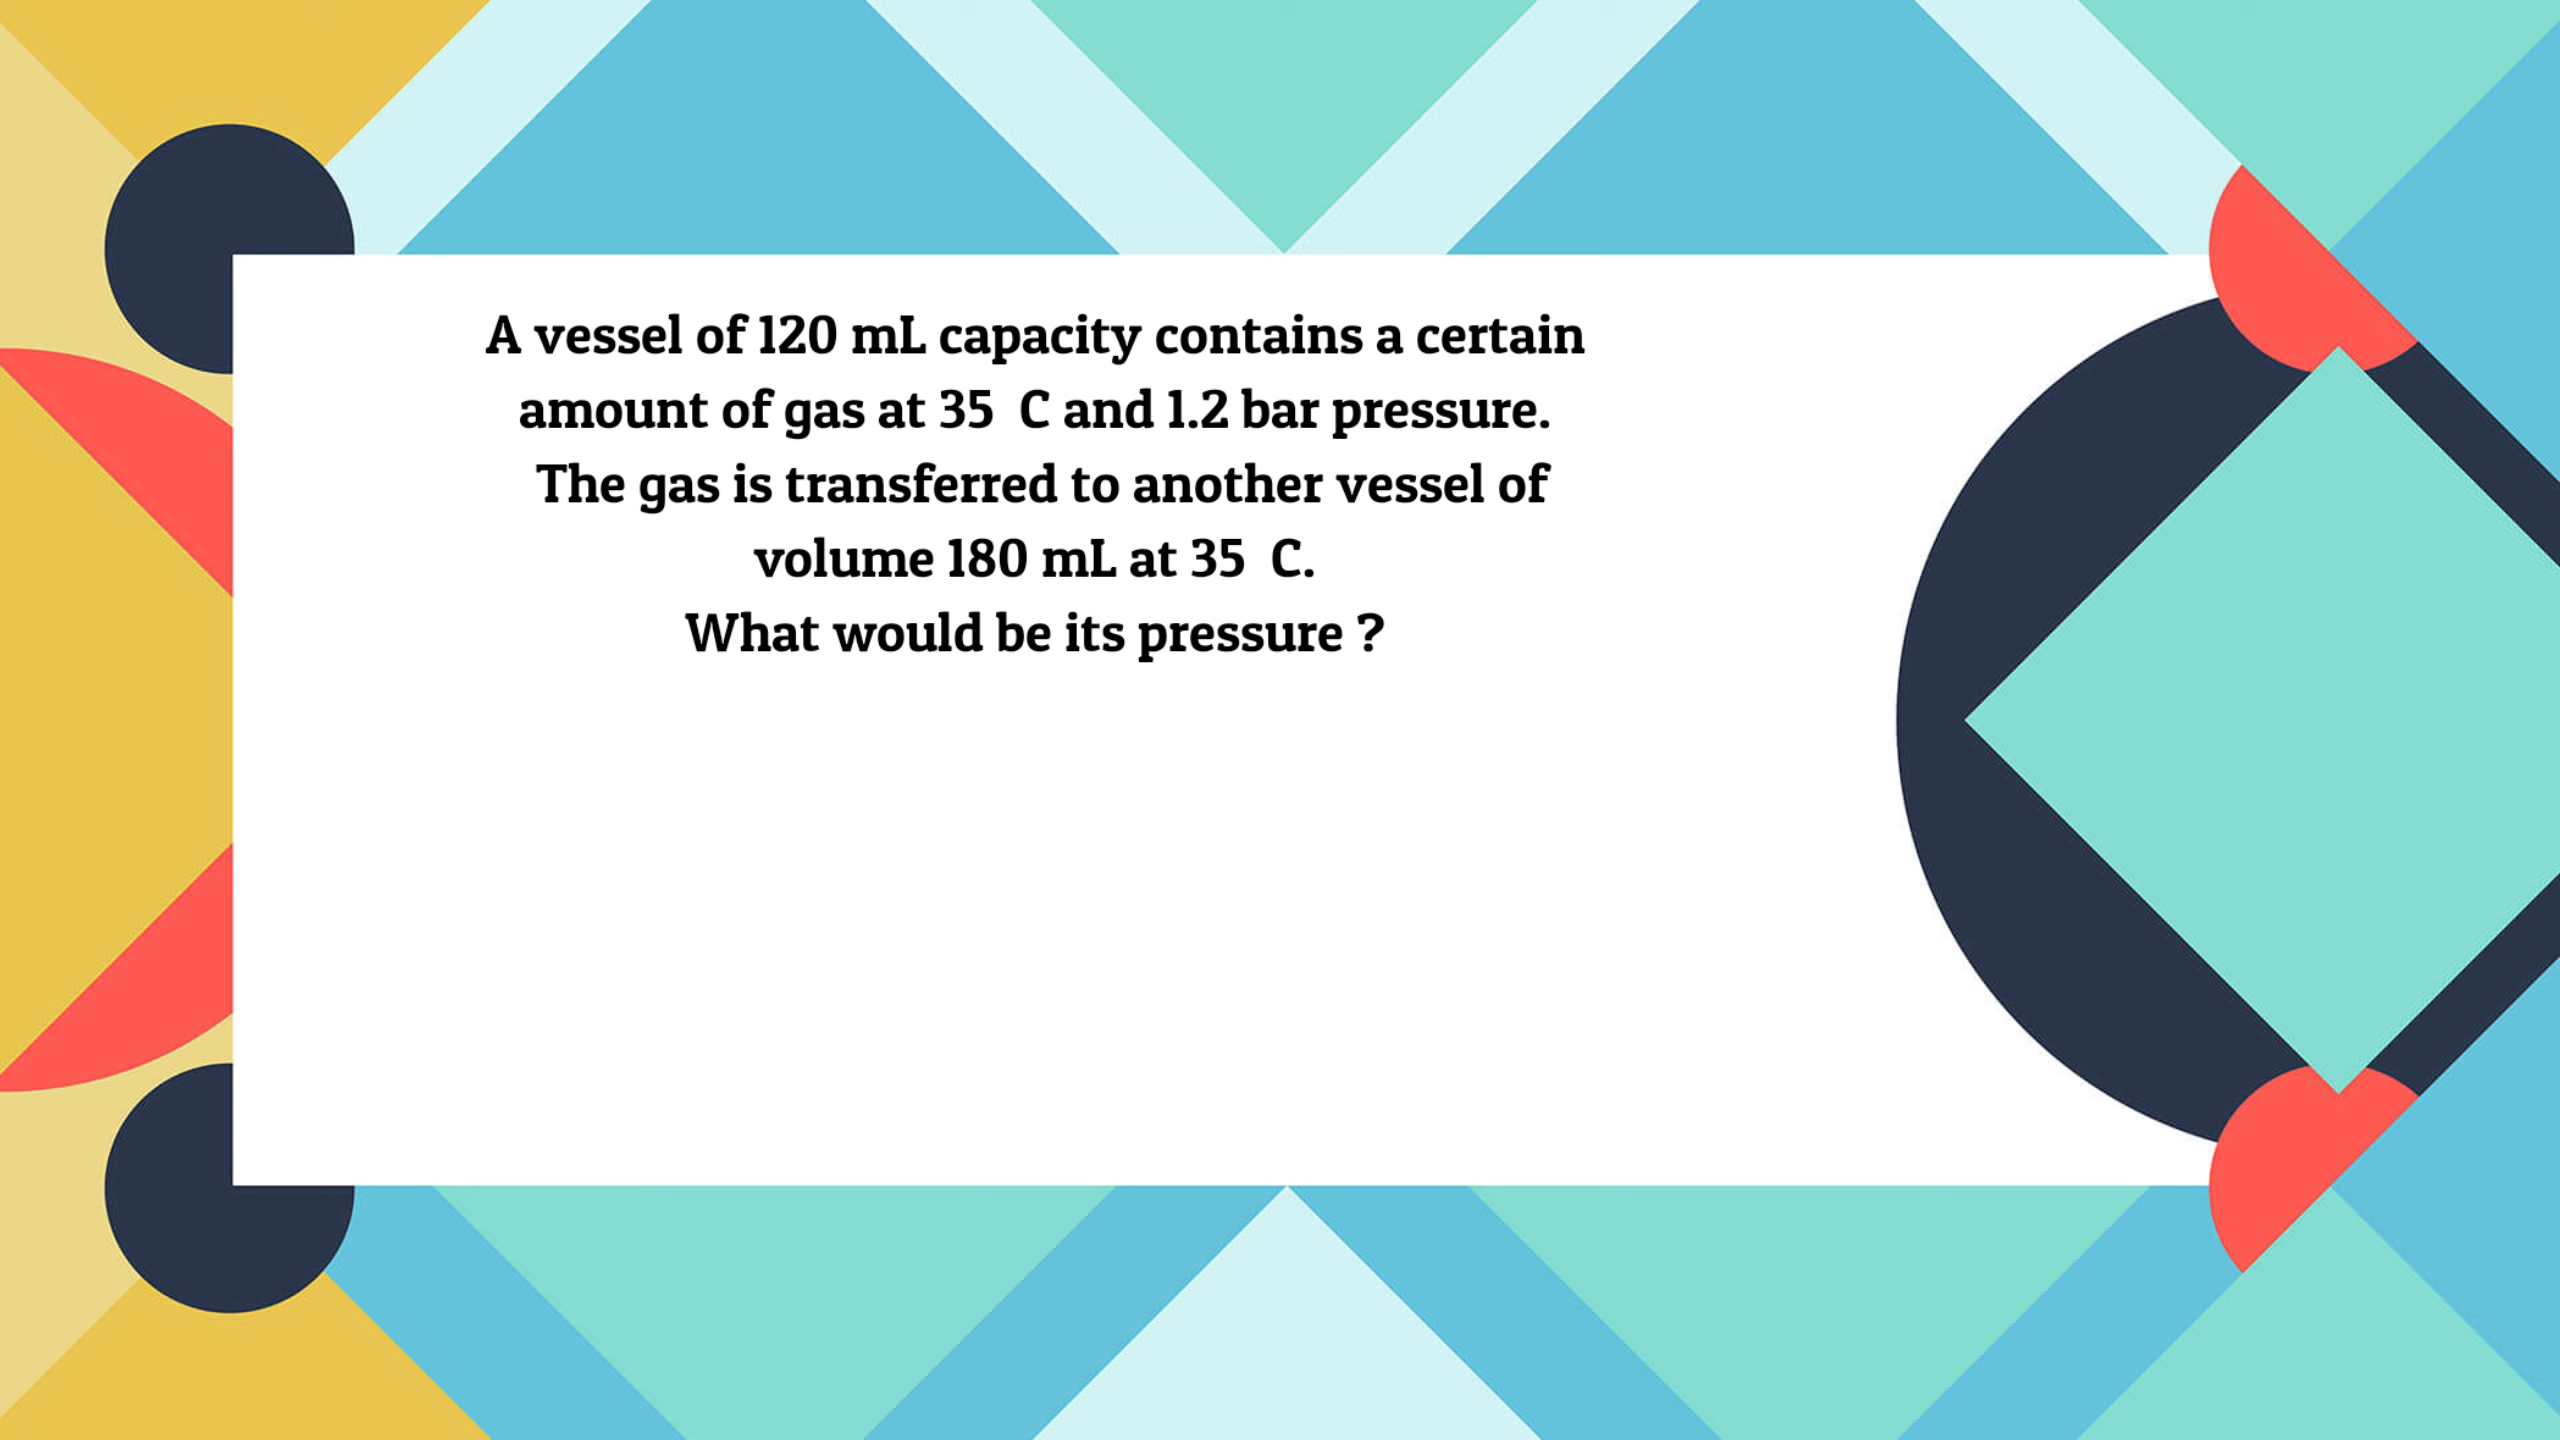 A vessel of 120 mL capacity contains a certain
amount of gas at 35  C and 1.2 bar pressure.
The gas is transferred to another vessel of
volume 180 mL at 35  C.
What would be its pressure ?